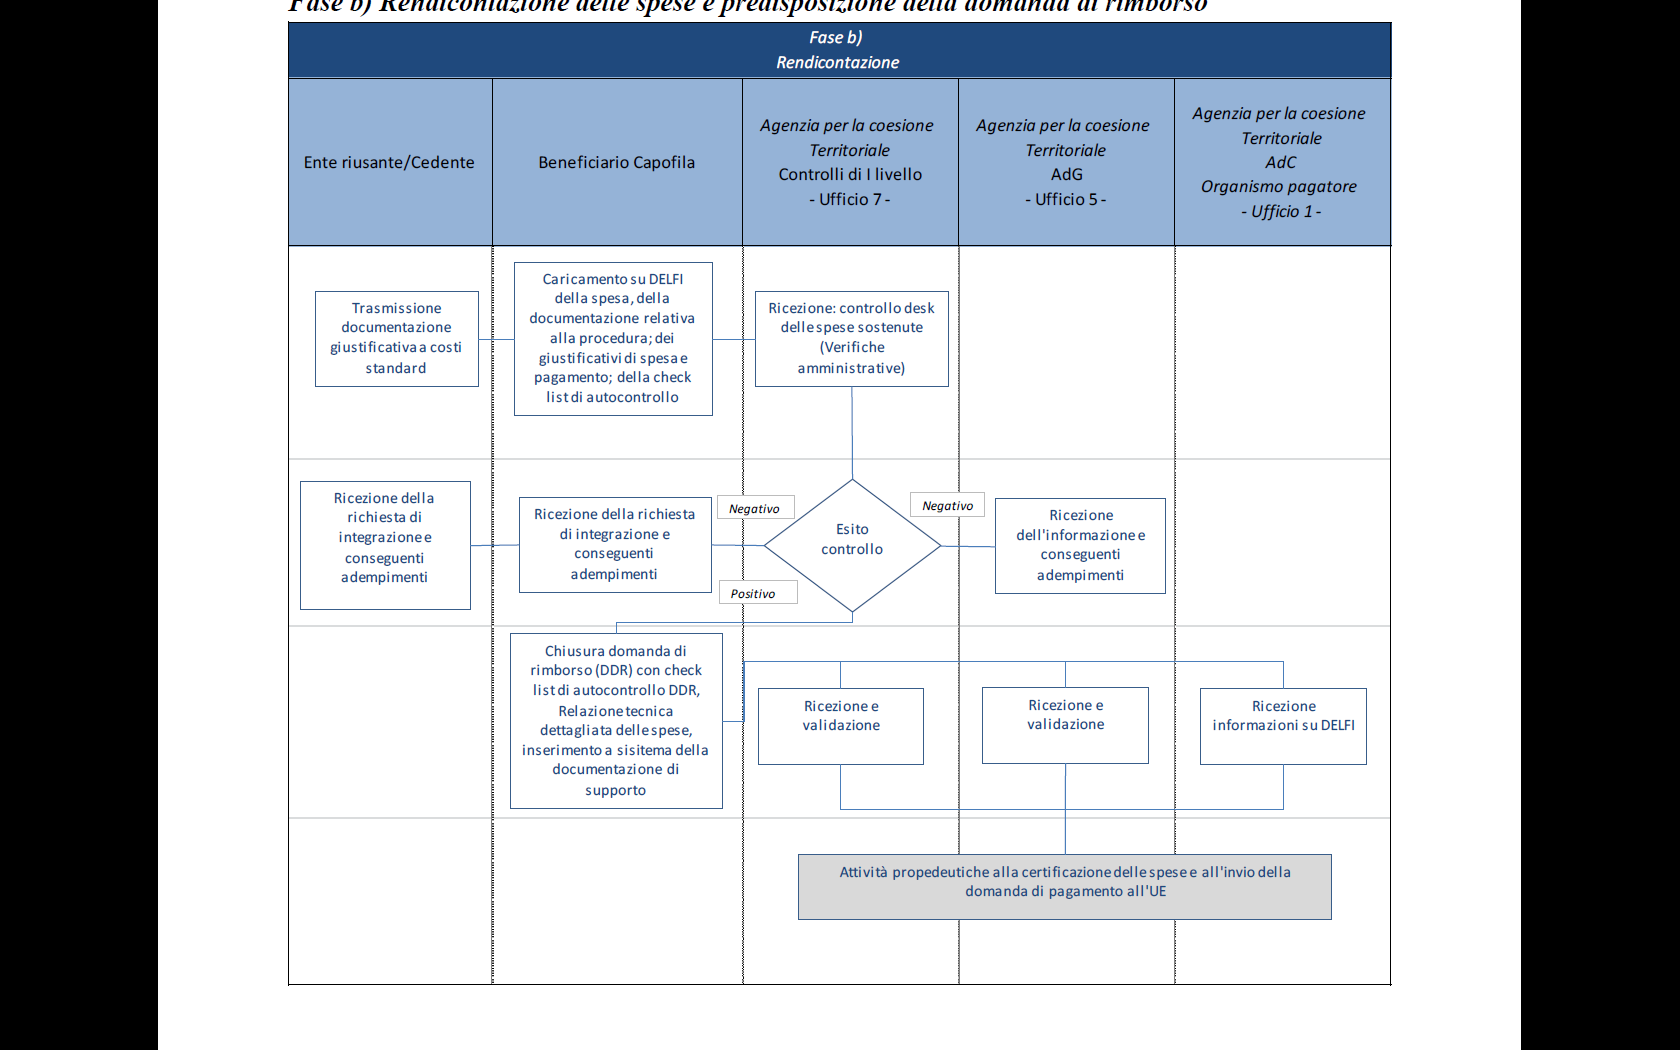 Fase b) Rendicontazione delle spese e predisposizione della domanda di rimborso
Fase b)
Rendicontazione
Ente riusante/Cedente
Beneficiario Capofila
Agenzia per la coesione
Territoriale
Controlli di I livello
- Ufficio 7 -
Agenzia per la coesione
Territoriale
AdG
- Ufficio 5 -
Agenzia per la coesione
Territoriale
AdC
Organismo pagatore
- Ufficio 1 -
Trasmissione
documentazione
giustificativa a costi
standard
Caricamento su DELFI
della spesa, della
documentazione relativa
alla procedura; dei
giustificativi di spesa e
pagamento; della check
list di autocontrollo
Ricezione: controllo desk
delle spese sostenute
(Verifiche
amministrative)
Ricezione della
richiesta di
integrazione e
conseguenti
adempimenti
Ricezione della richiesta
di integrazione e
conseguenti
adempimenti
Negativo
Esito
controllo
Negativo
Ricezione
dell'informazione e
conseguenti
adempimenti
Positivo
Chiusura domanda di
rimborso (DDR) con check
list di autocontrollo DDR,
Relazione tecnica
dettagliata delle spese,
inserimento a sisitema della
documentazione di
supporto
Ricezione e
validazione
Ricezione e
validazione
Ricezione
informazioni su DELFI
Attività propedeutiche alla certificazione delle spese e all'invio della
domanda di pagamento all'UE